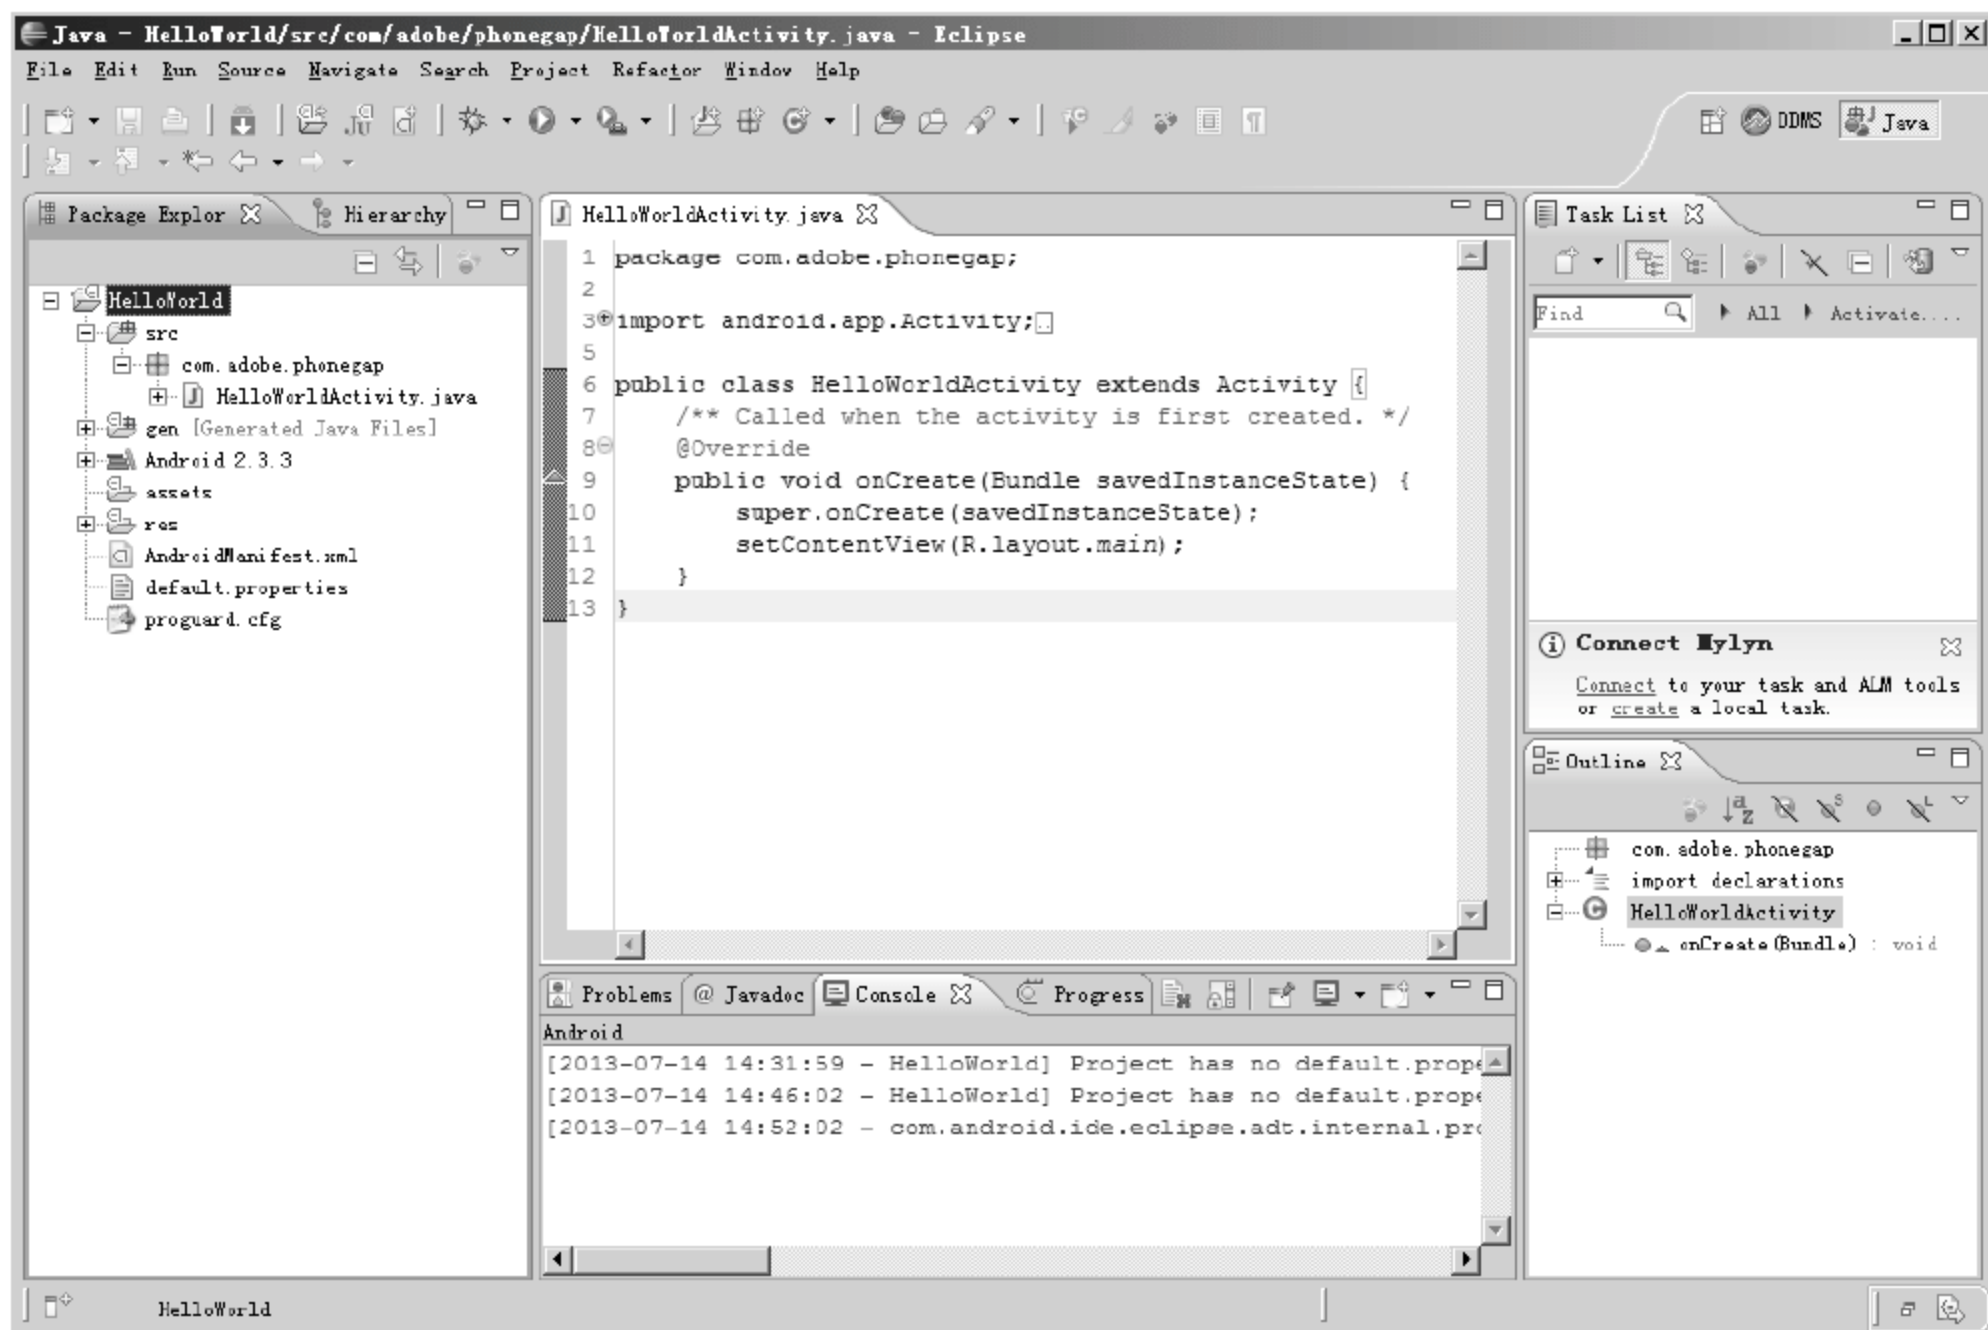 Java - HelloWorld/src/com/adobe/phonegap/HelloWorldActivity.java - Eclipse
File Edit Run Source Navigate Search Project Refactor Window Help
DDMS Java
Package Explor Hierarchy
HelloWorld
src
com.adobe.phonegap
HelloWorldActivity.java
gen [Generated Java Files]
Android 2.3.3
assets
res
AndroidManifest.xml
default.properties
proguard.cfg
HelloWorldActivity.java
1 package com.adobe.phonegap;
2
3 import android.app.Activity;
5
6 public class HelloWorldActivity extends Activity {
7 /** Called when the activity is first created. */
8 @Override
9 public void onCreate(Bundle savedInstanceState) {
10 super.onCreate(savedInstanceState);
11 setContentView(R.layout.main);
12 }
13 }
Problems @ Javadoc Console Progress
Android
[2013-07-14 14:31:59 - HelloWorld] Project has no default.prope
[2013-07-14 14:46:02 - HelloWorld] Project has no default.prope
[2013-07-14 14:52:02 - com.android.ide.eclipse.adt.internal.pro
Task List
Find All Activate....
Connect Mylyn
Connect to your task and ALM tools
or create a local task.
Outline
com.adobe.phonegap
import declarations
HelloWorldActivity
onCreate(Bundle) : void
HelloWorld